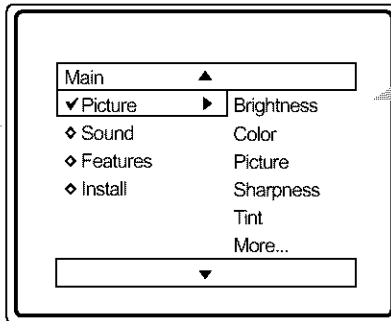 Main
Picture Brightness
Sound Color
Features Picture
Install Sharpness
Tint
More...